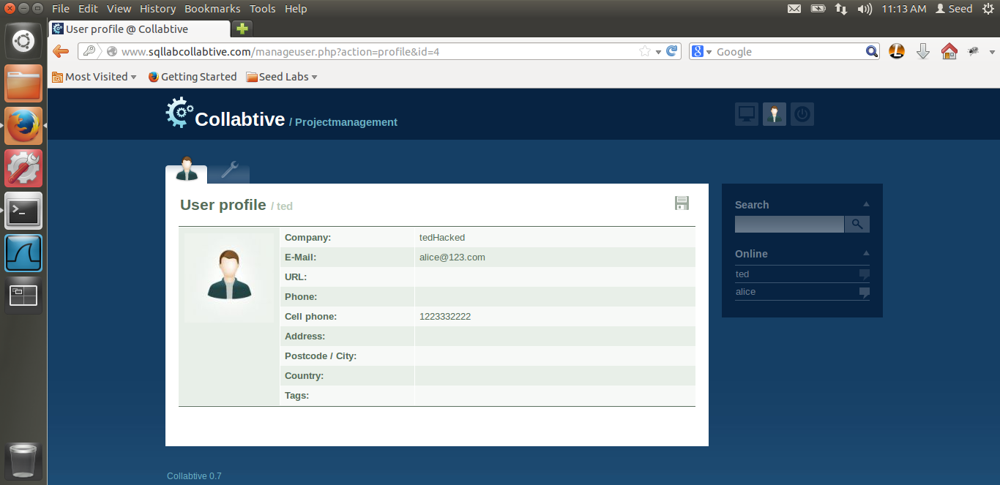 File Edit View History Bookmarks Tools Help 11:13 AM Seed
User profile @ Collabtive
www.sqllabcollabtive.com/manageuser.php?action=profile&id=4 8 Google
Most Visited Getting Started Seed Labs
Collabtive / Projectmanagement
User profile / ted
Company: tedHacked
E-Mail: alice@123.com
URL:
Phone:
Cell phone: 1223332222
Address:
Postcode / City:
Country:
Tags:
Search
Online
ted
alice
Collabtive 0.7